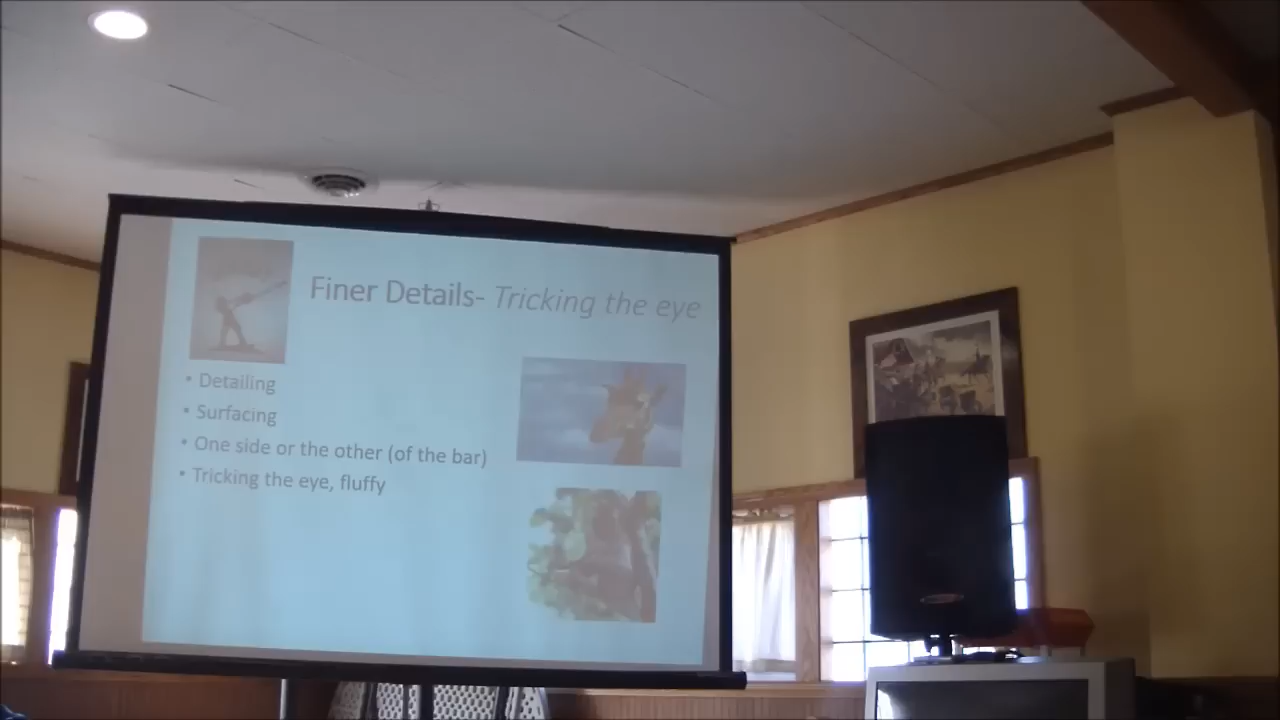 Finer Details- Tricking the eye
• Detailing
• Surfacing
• One side or the other (of the bar)
• Tricking the eye, fluffy